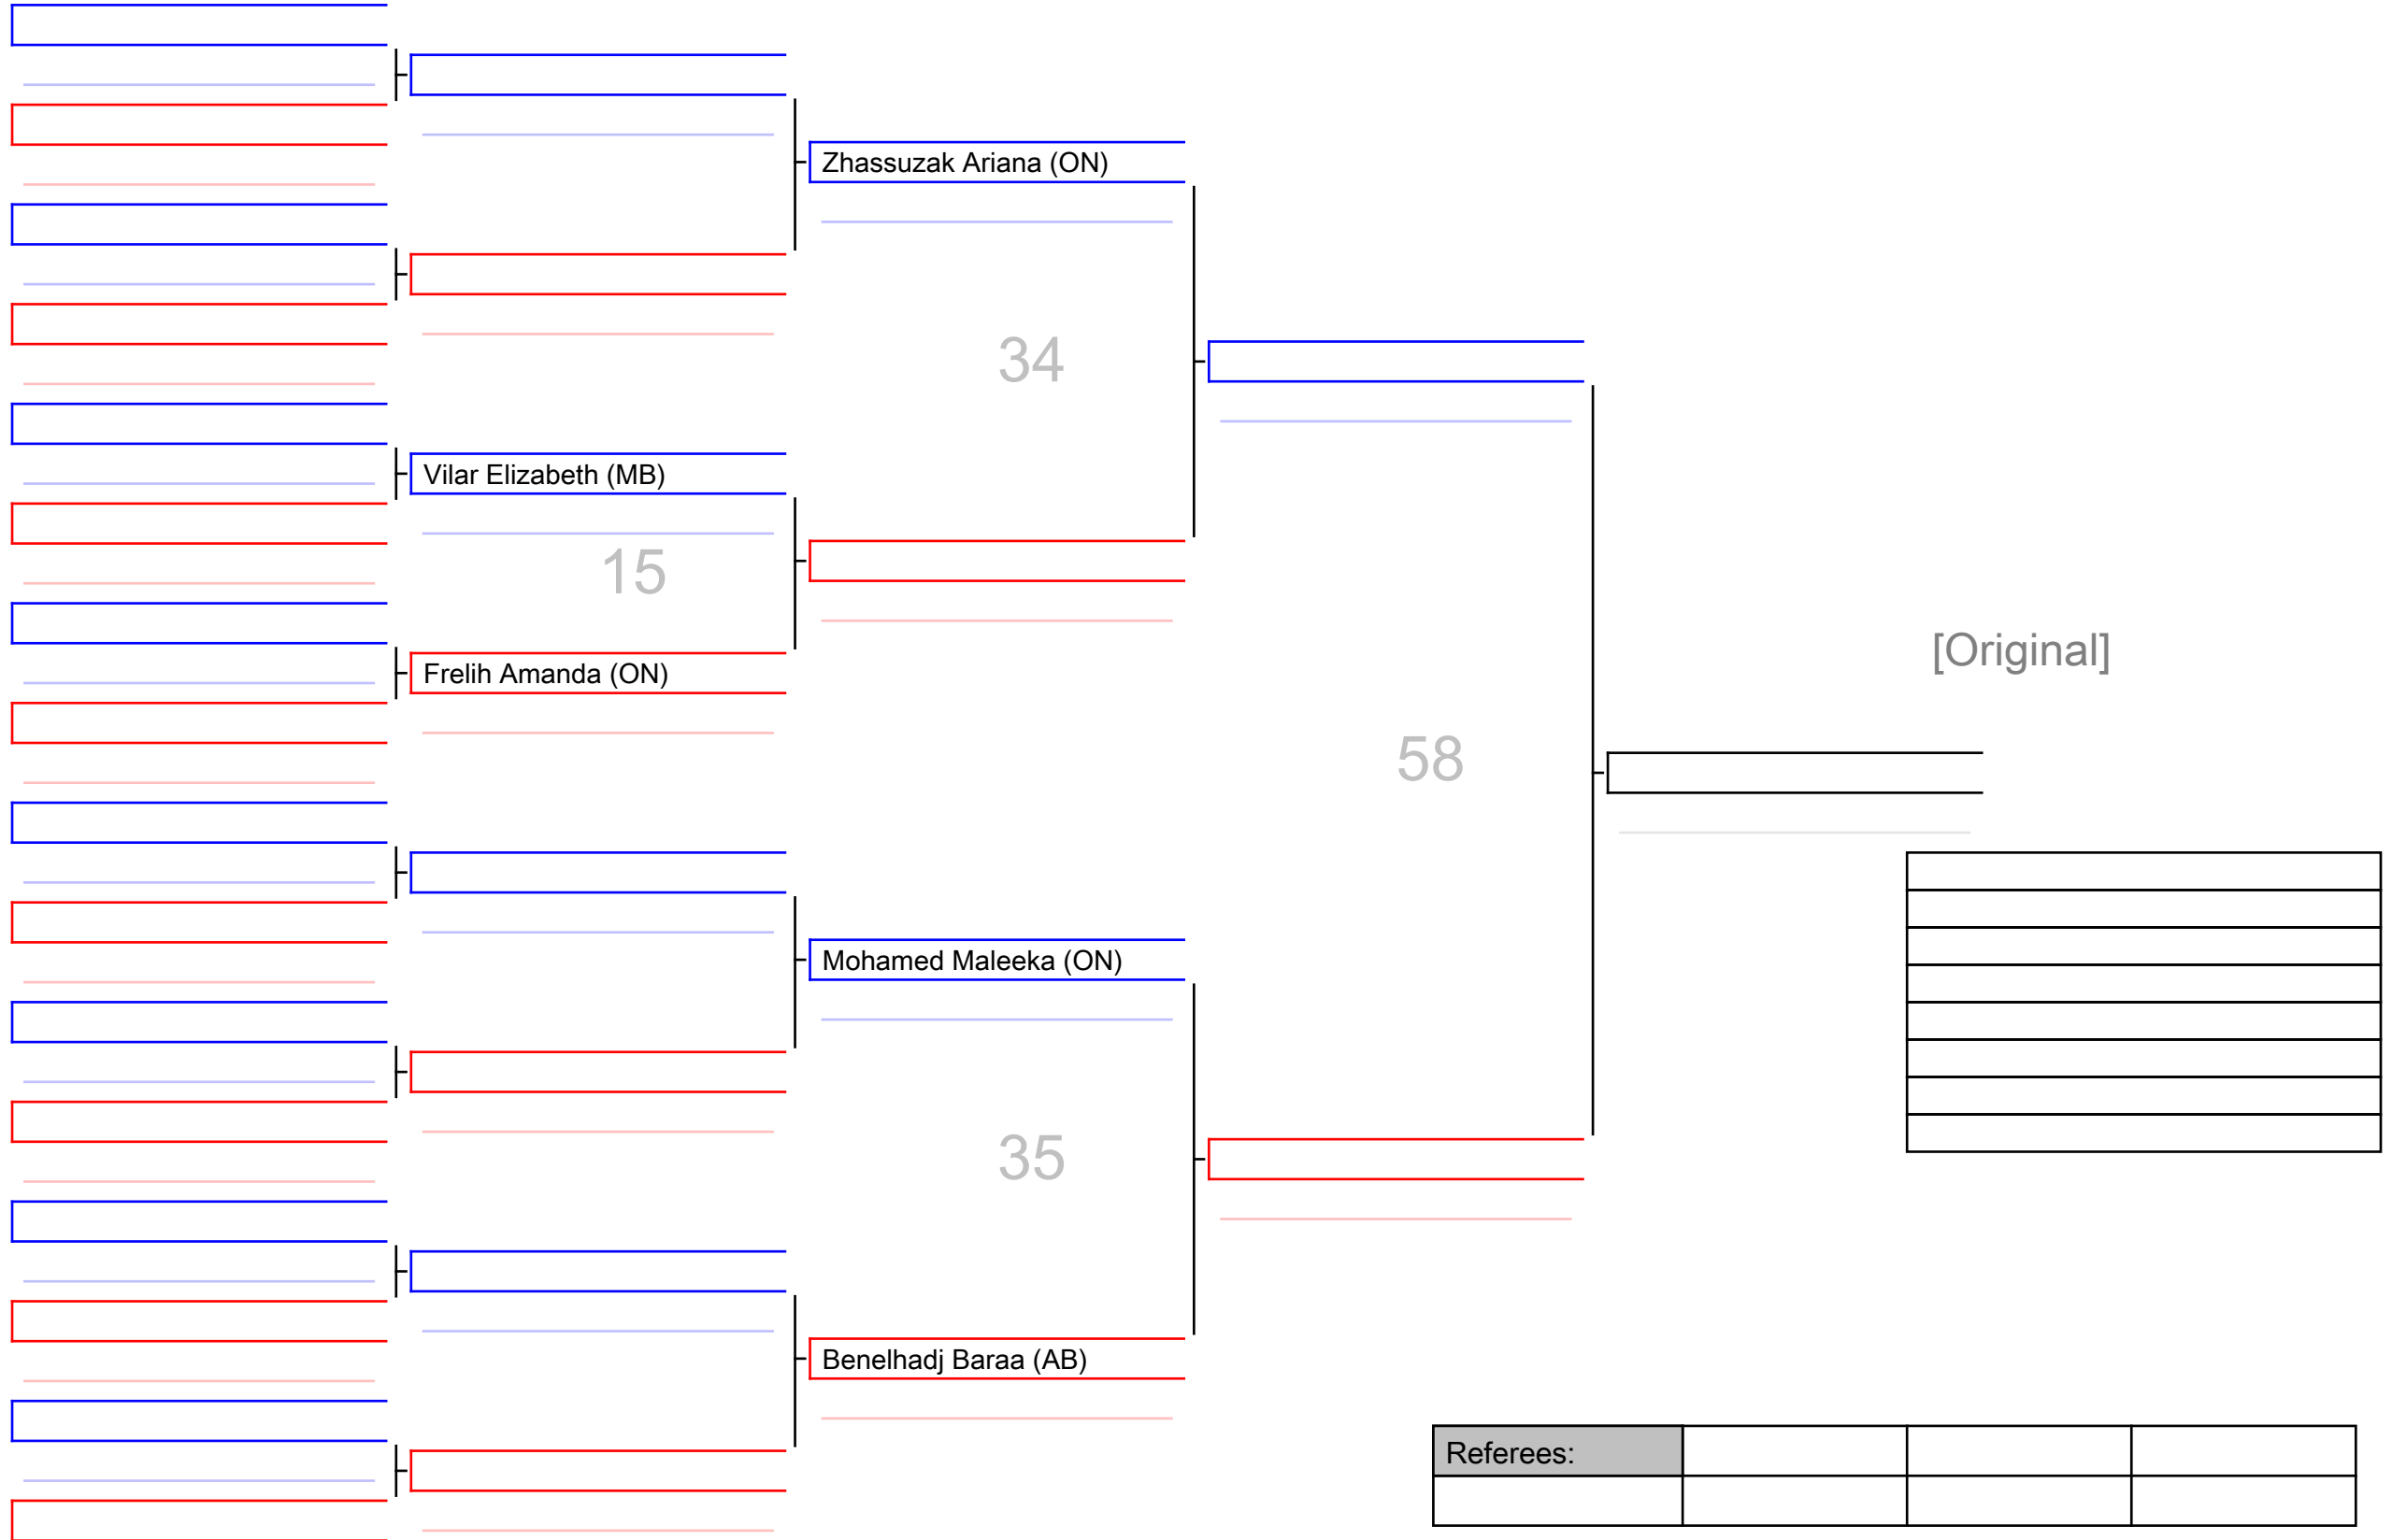 Zhassuzak Ariana (ON)
34
Vilar Elizabeth (MB)
15
Frelih Amanda (ON)
[Original]
58
Mohamed Maleeka (ON)
35
Benelhadj Baraa (AB)
Referees: